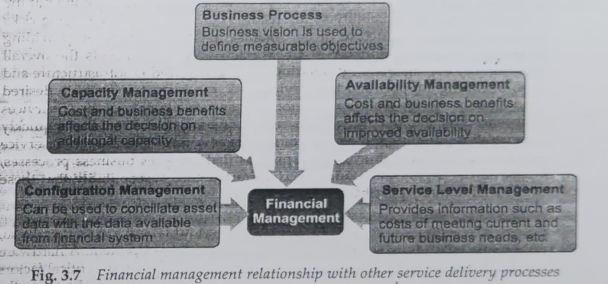 Business Process
Business vision is used to
define measurable objectives
Capacity Management
Cost and business benefits
affects the decision on
additional capacity
Availability Management
Cost and business benefits
affects the decision on
improved availability
Configuration Management
Can be used to conciliate asset
data with the data available
from financial system
Financial
Management
Service Level Management
Provides information such as
costs of meeting current and
future business needs, etc.
Fig. 3.7 Financial management relationship with other service delivery processes